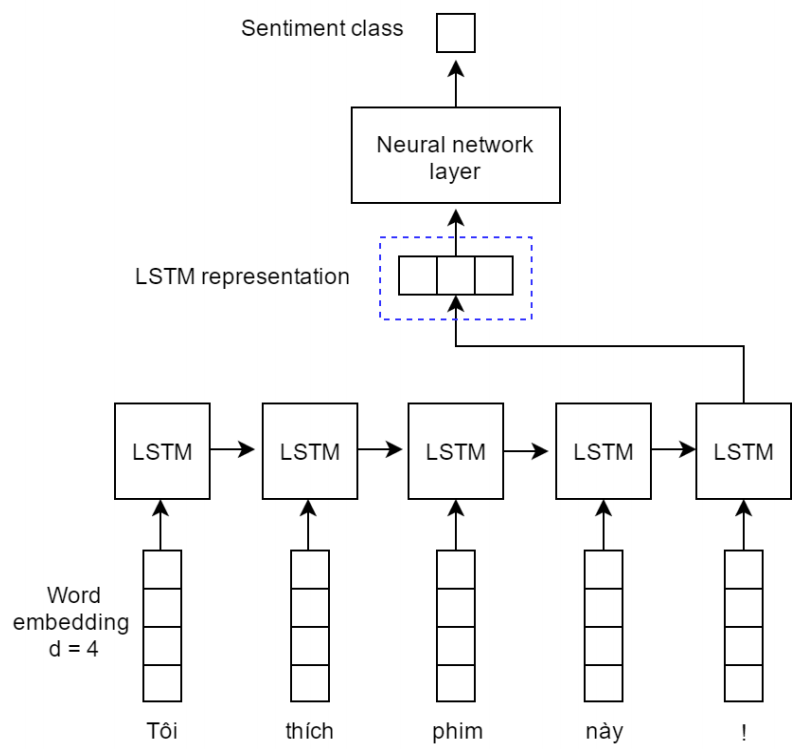 Sentiment class
Neural network
layer
LSTM representation
LSTM
LSTM
LSTM
LSTM
LSTM
Word
embedding
d = 4
Tôi
thích
phim
này
!